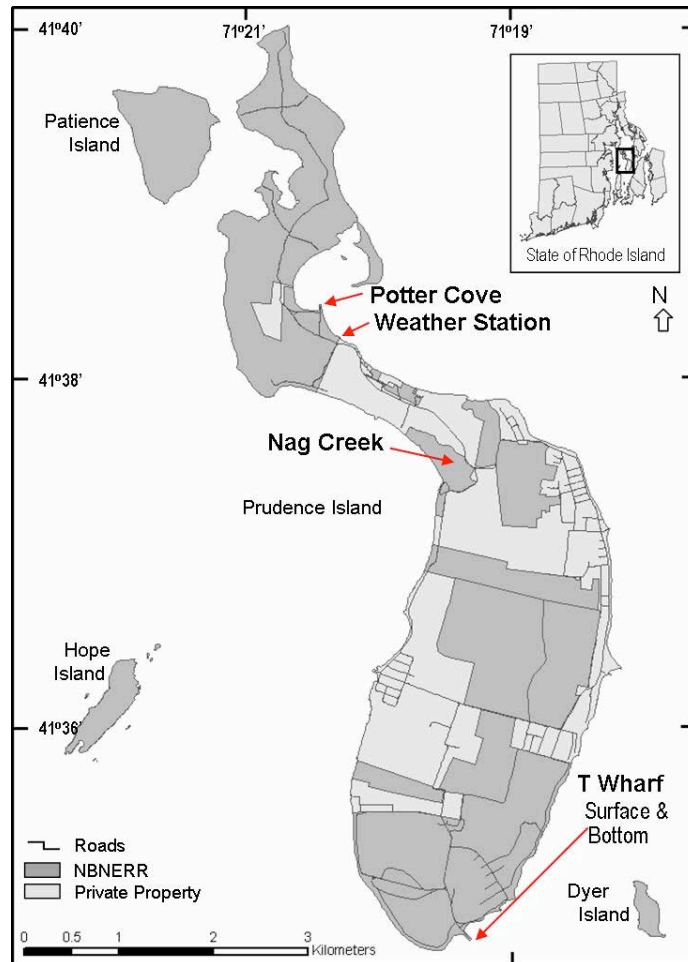 41º40’
71º21’
71º19’
Patience
Island
State of Rhode Island
N
Potter Cove
Weather Station
41º38’
Nag Creek
Prudence Island
Hope
Island
41º36’
T Wharf
Surface &
Bottom
Roads
NBNERR
Private Property
Dyer
Island
0 0.5 1 2 3
Kilometers